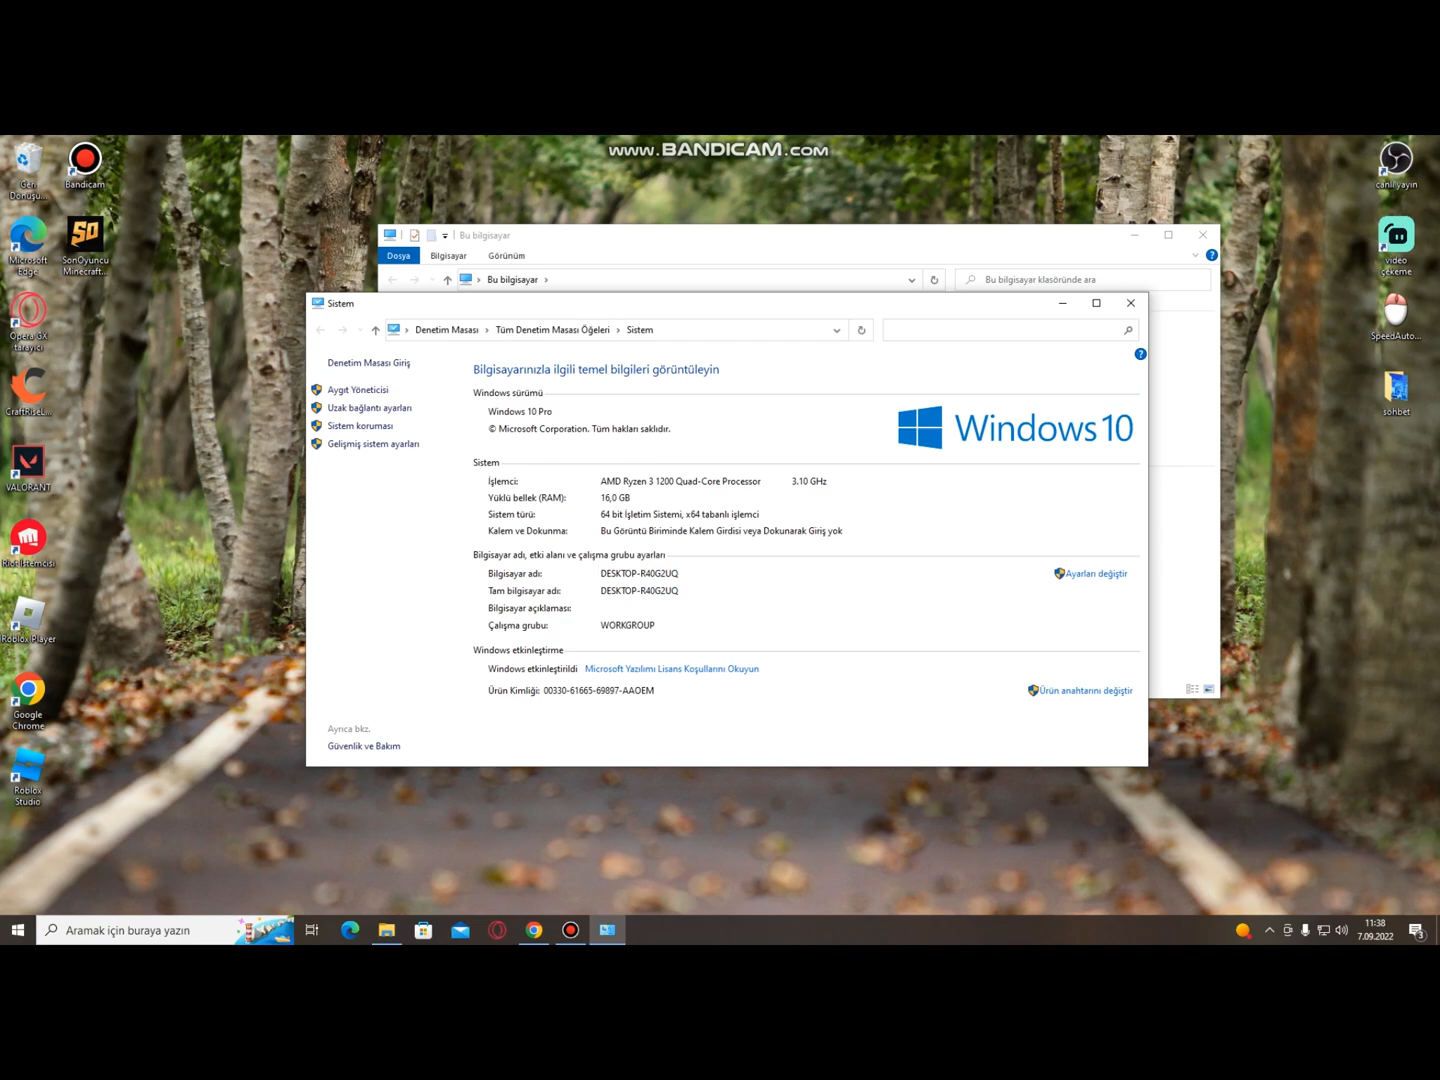 www.BANDICAM.com
Geri
Dönüşü...
Bandicam
Microsoft
Edge
SonOyuncu
Minecraft...
Opera GX
tarayıcı
CraftRiseL...
VALORANT
Riot İstemcisi
Roblox Player
Google
Chrome
Roblox
Studio
canlı yayın
video
çekeme
SpeedAuto...
sohbet
Bu bilgisayar
Dosya
Bilgisayar
Görünüm
Bu bilgisayar
Bu bilgisayar klasöründe ara
Sistem
Denetim Masası › Tüm Denetim Masası Öğeleri › Sistem
Denetim Masası Giriş
Aygıt Yöneticisi
Uzak bağlantı ayarları
Sistem koruması
Gelişmiş sistem ayarları
Bilgisayarınızla ilgili temel bilgileri görüntüleyin
Windows sürümü
Windows 10 Pro
© Microsoft Corporation. Tüm hakları saklıdır.
Windows 10
Sistem
İşlemci: AMD Ryzen 3 1200 Quad-Core Processor 3.10 GHz
Yüklü bellek (RAM): 16,0 GB
Sistem türü: 64 bit İşletim Sistemi, x64 tabanlı işlemci
Kalem ve Dokunma: Bu Görüntü Biriminde Kalem Girdisi veya Dokunarak Giriş yok
Bilgisayar adı, etki alanı ve çalışma grubu ayarları
Bilgisayar adı: DESKTOP-R40G2UQ
Ayarları değiştir
Tam bilgisayar adı: DESKTOP-R40G2UQ
Bilgisayar açıklaması:
Çalışma grubu: WORKGROUP
Windows etkinleştirme
Windows etkinleştirildi Microsoft Yazılımı Lisans Koşullarını Okuyun
Ürün Kimliği: 00330-61665-69897-AAOEM
Ürün anahtarını değiştir
Ayrıca bkz.
Güvenlik ve Bakım
Aramak için buraya yazın
11:38
7.09.2022
3